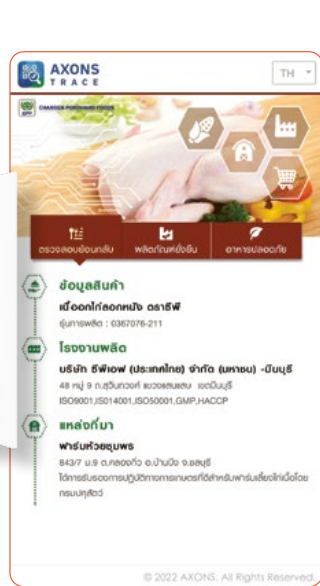 AXONS
TRACE
TH
CHARGER POKPHAND FOODS
ตรวจสอบย้อนกลับ
ผลิตภัณฑ์ยั่งยืน
อาหารปลอดภัย
ข้อมูลสินค้า
เนื้ออกไก่ลอกหนัง ตราซีพี
รุ่นการผลิต : 0367076-211
โรงงานผลิต
บริษัท ซีพีเอฟ (ประเทศไทย) จำกัด (มหาชน) -มีนบุรี
48 หมู่ 9 ถ.สุวินทวงศ์ แขวงแสนแสบ เขตมีนบุรี
ISO9001,ISO14001,ISO50001,GMP,HACCP
แหล่งที่มา
ฟาร์มห้วยชุมพร
643/7 ม.9 ต.คลองกิ่ว อ.บ้านบึง จ.ชลบุรี
ได้การรับรองการปฏิบัติทางการเกษตรที่ดีสำหรับฟาร์มเลี้ยงไก่เนื้อโดย
กรมปศุสัตว์
© 2022 AXONS. All Rights Reserved.